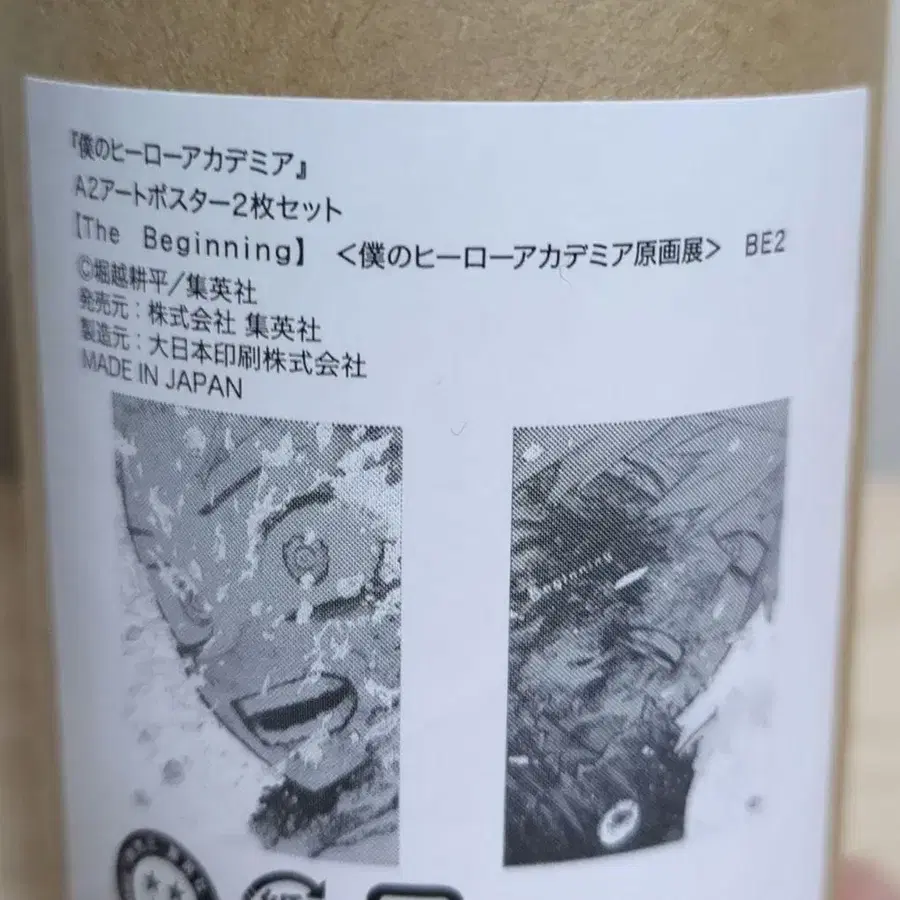 『僕のヒーローアカデミア』
A2アートポスター2枚セット
【The Beginning】 <僕のヒーローアカデミア原画展> BE2
©堀越耕平/集英社
発売元:株式会社 集英社
製造元:大日本印刷株式会社
MADE IN JAPAN
Beginning